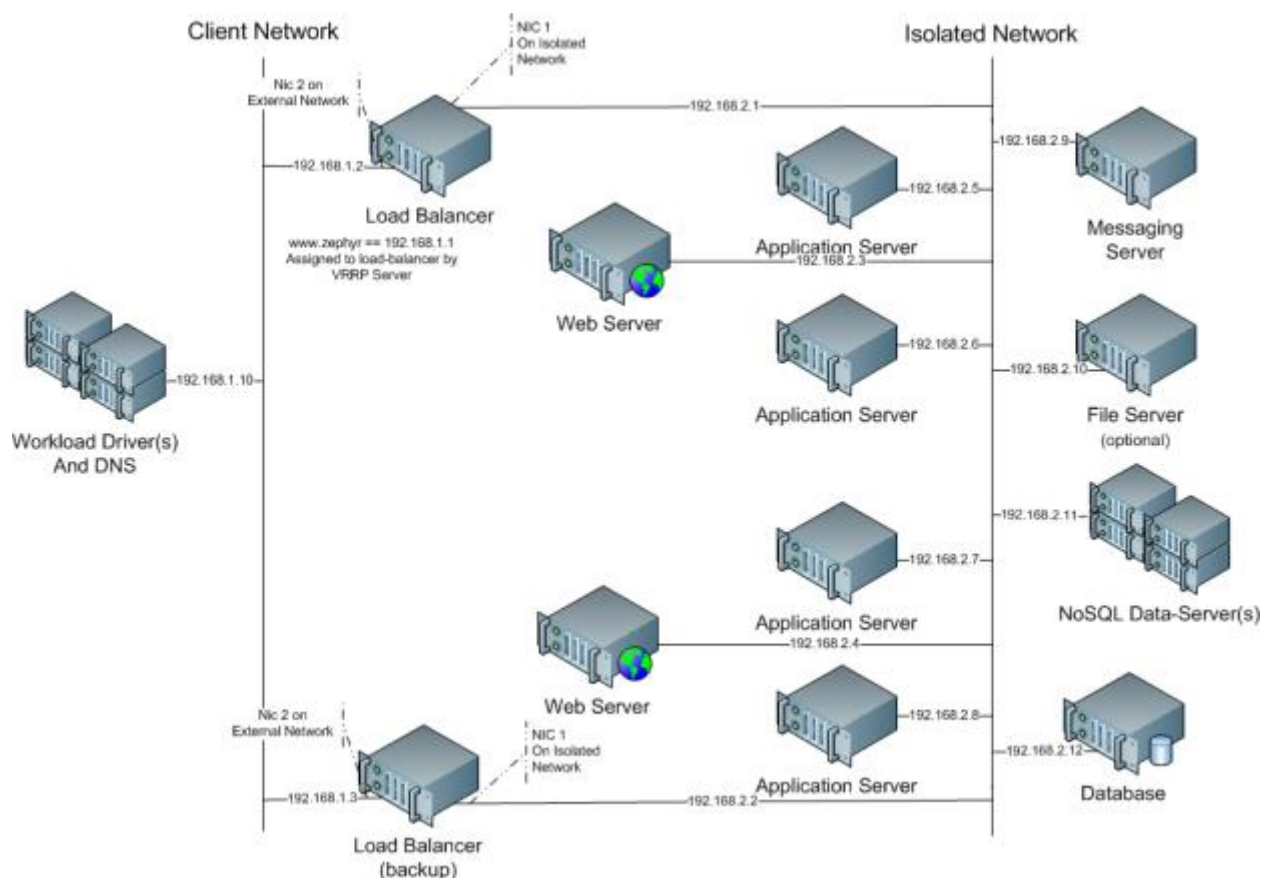 Client Network
NIC 1
On Isolated
Network
Isolated Network
Nic 2 on
External Network
192.168.2.1
192.168.1.2
192.168.2.9
192.168.2.5
Load Balancer
www.zephyr == 192.168.1.1
Assigned to load-balancer by
VRRP Server
Messaging
Server
Application Server
192.168.2.3
Web Server
192.168.2.6
192.168.1.10
192.168.2.10
Application Server
File Server
(optional)
Workload Driver(s)
And DNS
192.168.2.11
192.168.2.7
NoSQL Data-Server(s)
Application Server
192.168.2.4
Web Server
192.168.2.8
Nic 2 on
External Network
NIC 1
On Isolated
Network
192.168.2.12
Application Server
Database
192.168.1.3
192.168.2.2
Load Balancer
(backup)